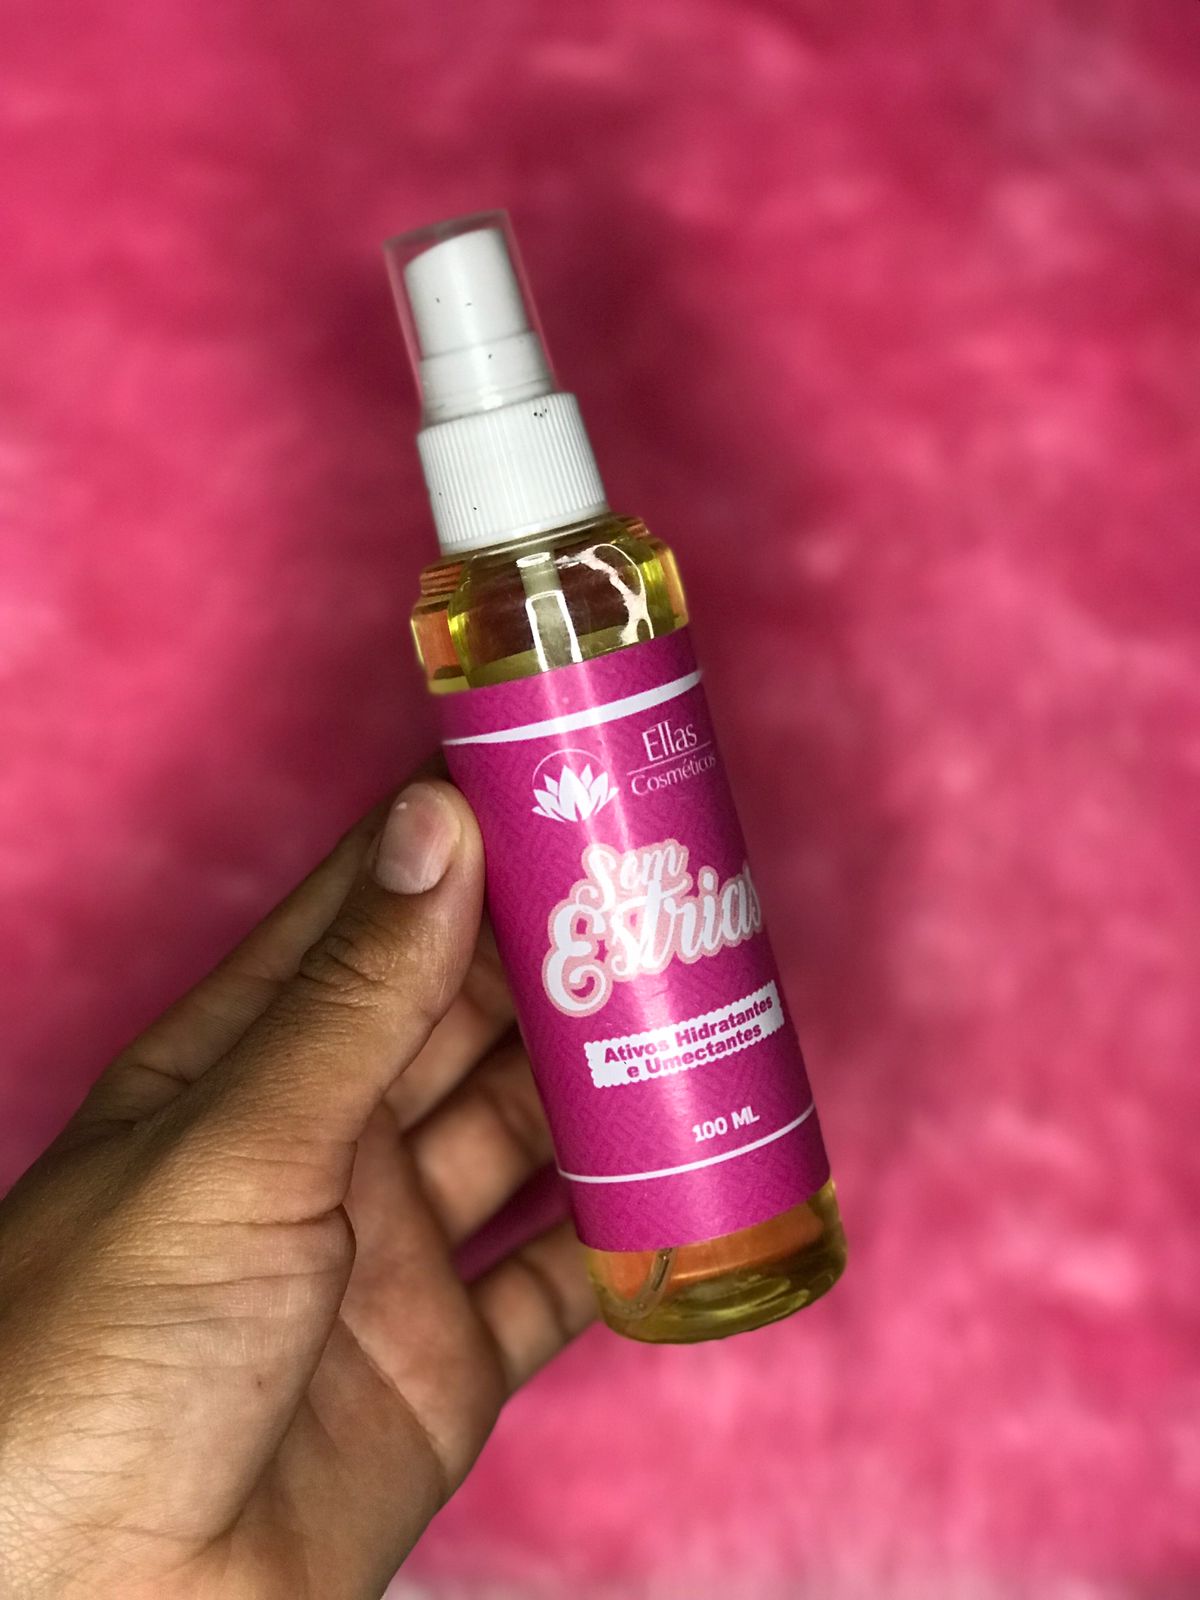 Ellas
Cosméticos
Sem
Estrias
Ativos Hidratantes
e Umectantes
100 ML